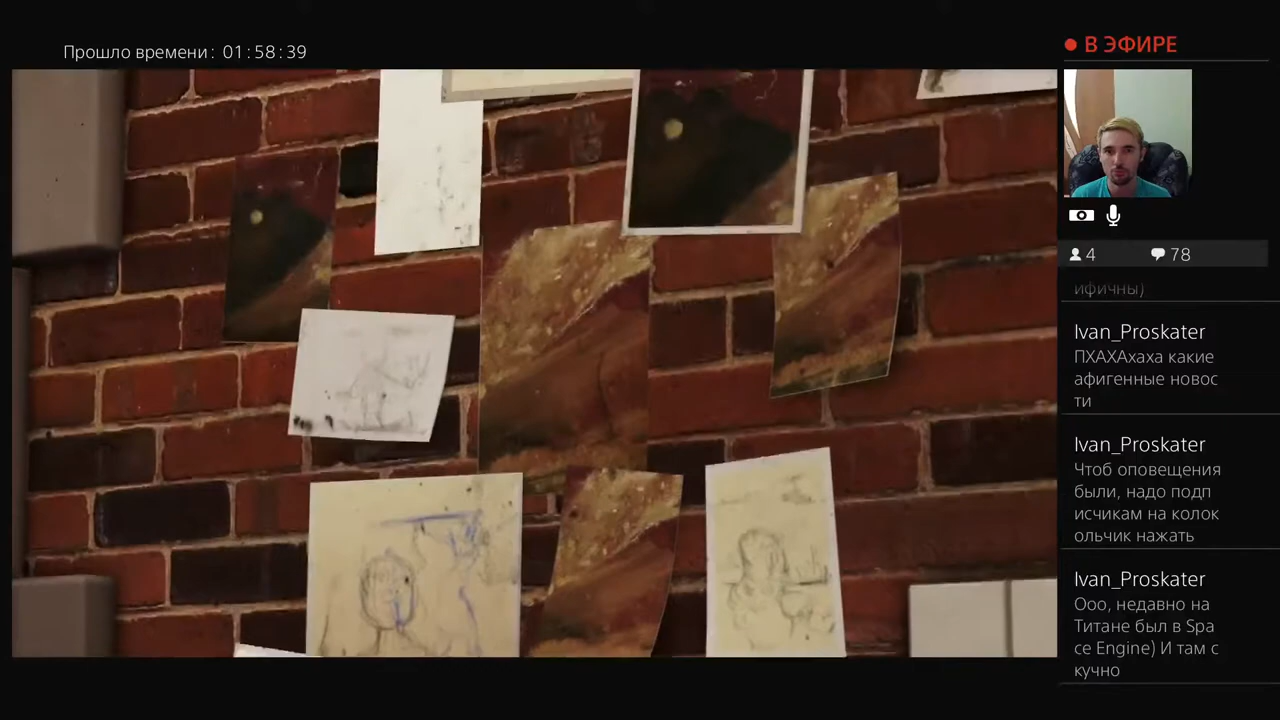 Прошло времени: 01:58:39
В ЭФИРЕ
4
78
ифичны)
Ivan_Proskater
ПХАХАхаха какие
афигенные новос
ти
Ivan_Proskater
Чтоб оповещения
были, надо подп
исчикам на колок
ольчик нажать
Ivan_Proskater
Ооо, недавно на
Титане был в Spa
ce Engine) И там с
кучно